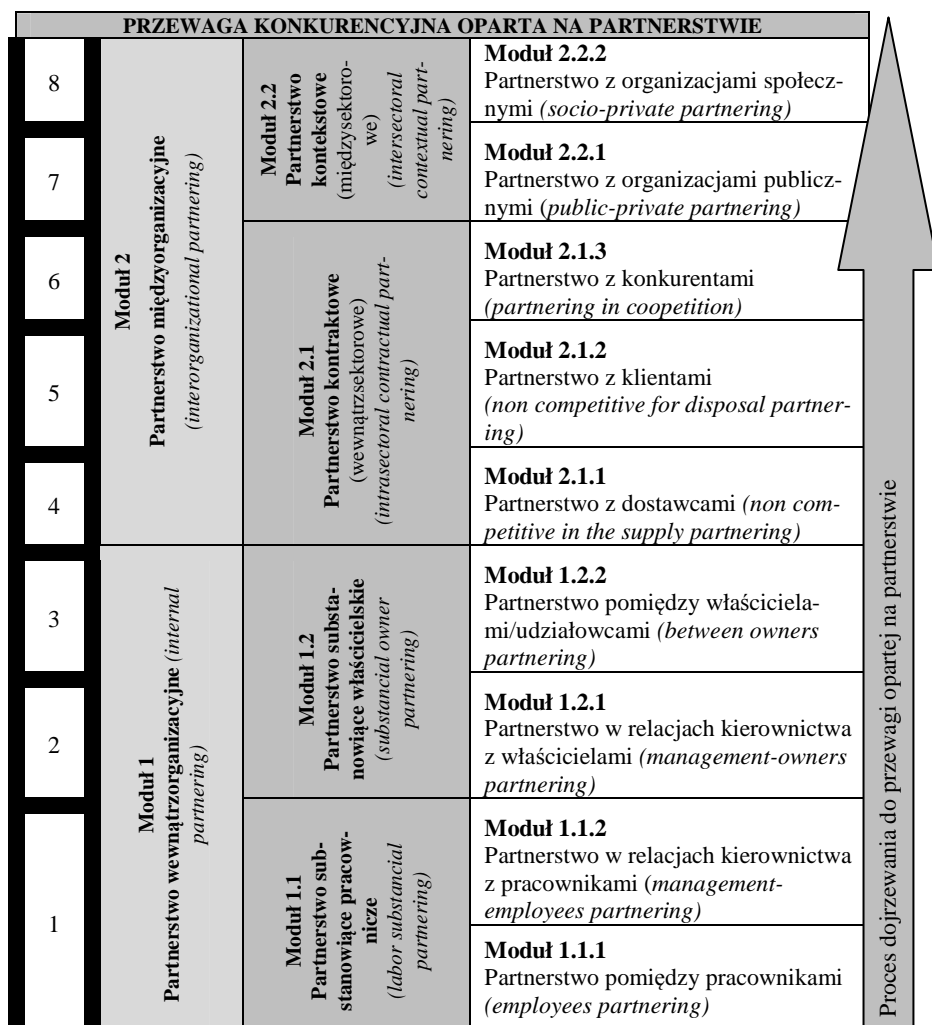 PRZEWAGA KONKURENCYJNA OPARTA NA PARTNERSTWIE
8
Moduł 2
Partnerstwo międzyorganizacyjne
(interorganizational partnering)
Moduł 2.2
Partnerstwo
kontekstowe
(międzysektoro-
we)
(intersectoral
contextual part-
nering)
Moduł 2.2.2
Partnerstwo z organizacjami społecz-
nymi (socio-private partnering)
7
Moduł 2.2.1
Partnerstwo z organizacjami publicz-
nymi (public-private partnering)
6
Moduł 2.1
Partnerstwo kontraktowe
(wewnątrzsektorowe)
(intrasectoral contractual part-
nering)
Moduł 2.1.3
Partnerstwo z konkurentami
(partnering in coopetition)
5
Moduł 2.1.2
Partnerstwo z klientami
(non competitive for disposal partner-
ing)
4
Moduł 2.1.1
Partnerstwo z dostawcami (non com-
petitive in the supply partnering)
3
Moduł 1
Partnerstwo wewnątrzorganizacyjne (internal
partnering)
Moduł 1.2
Partnerstwo substa-
nowiące właścicielskie
(substancial owner
partnering)
Moduł 1.2.2
Partnerstwo pomiędzy właściciela-
mi/udziałowcami (between owners
partnering)
2
Moduł 1.2.1
Partnerstwo w relacjach kierownictwa
z właścicielami (management-owners
partnering)
1
Moduł 1.1
Partnerstwo sub-
stanowiące pracow-
nicze
(labor substancial
partnering)
Moduł 1.1.2
Partnerstwo w relacjach kierownictwa
z pracownikami (management-
employees partnering)
Moduł 1.1.1
Partnerstwo pomiędzy pracownikami
(employees partnering)
Proces dojrzewania do przewagi opartej na partnerstwie